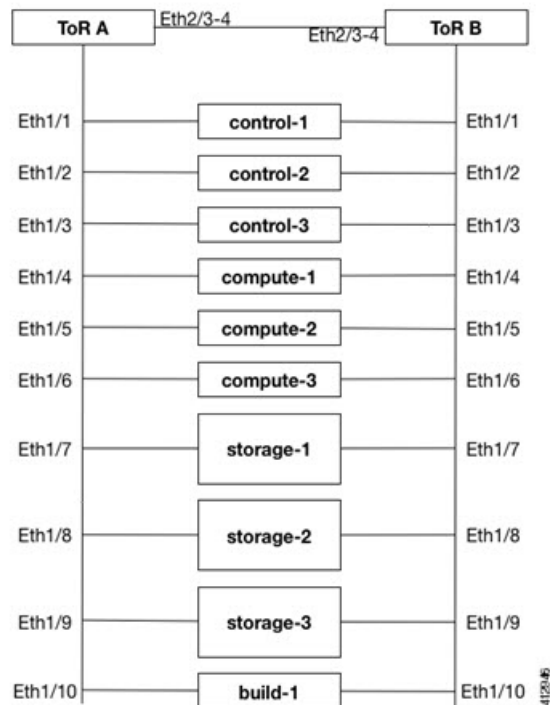 ToR A Eth2/3-4 Eth2/3-4 ToR B
Eth1/1 control-1 Eth1/1
Eth1/2 control-2 Eth1/2
Eth1/3 control-3 Eth1/3
Eth1/4 compute-1 Eth1/4
Eth1/5 compute-2 Eth1/5
Eth1/6 compute-3 Eth1/6
Eth1/7 storage-1 Eth1/7
Eth1/8 storage-2 Eth1/8
Eth1/9 storage-3 Eth1/9
Eth1/10 build-1 Eth1/10
412946